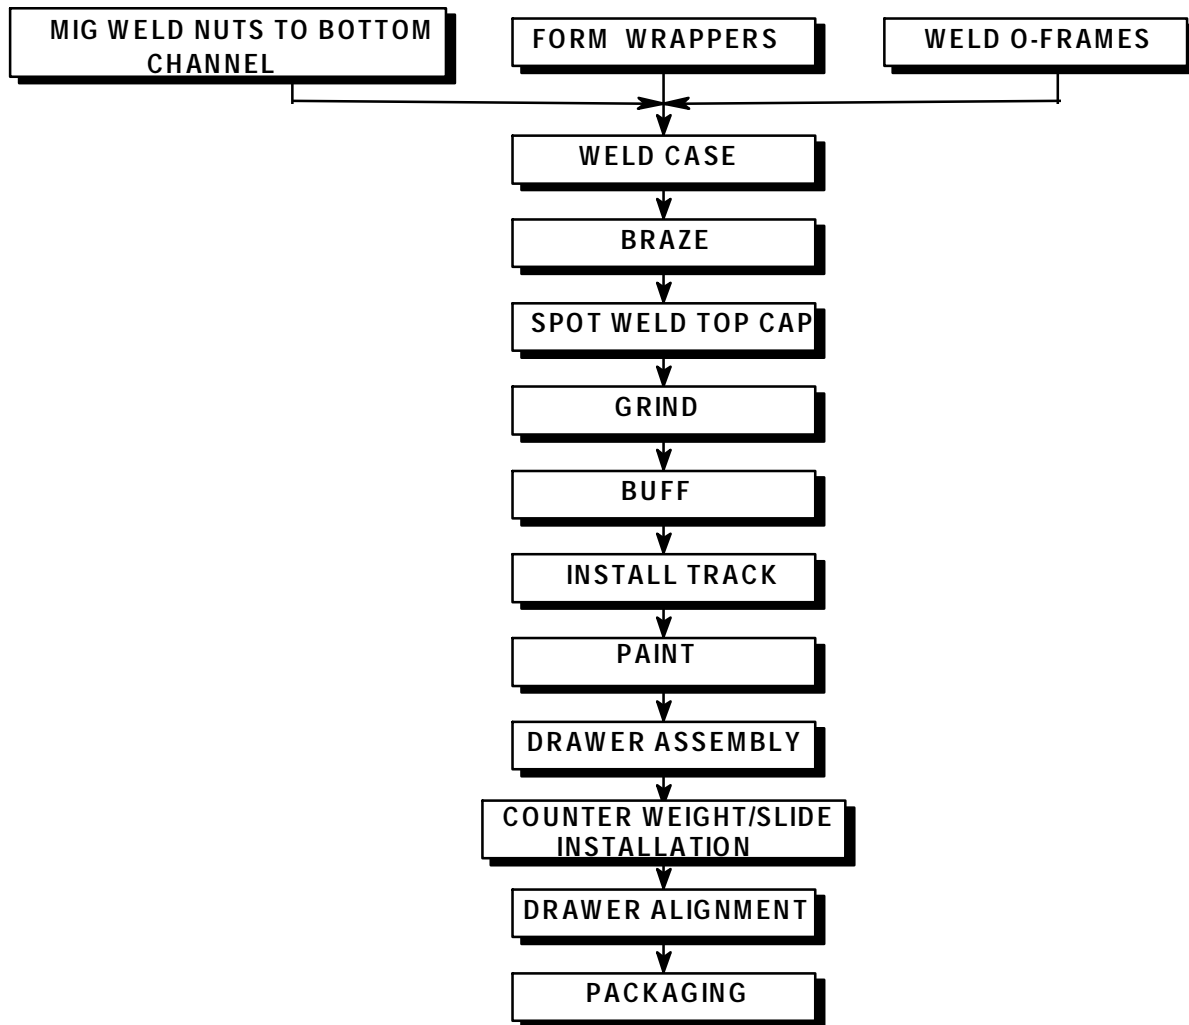 MIG WELD NUTS TO BOTTOM
CHANNEL
FORM WRAPPERS
WELD O-FRAMES
WELD CASE
BRAZE
SPOT WELD TOP CAP
GRIND
BUFF
INSTALL TRACK
PAINT
DRAWER ASSEMBLY
COUNTER WEIGHT/SLIDE
INSTALLATION
DRAWER ALIGNMENT
PACKAGING